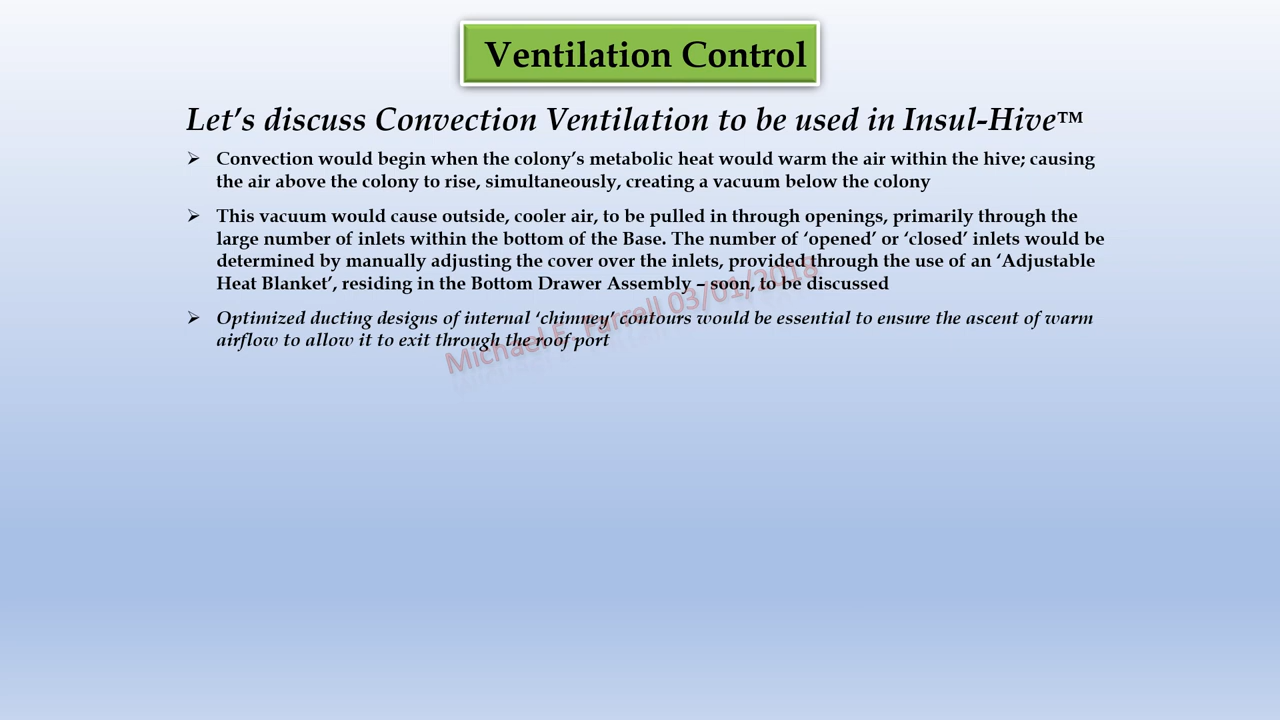 Ventilation Control
Let’s discuss Convection Ventilation to be used in Insul-Hive™
➢ Convection would begin when the colony’s metabolic heat would warm the air within the hive; causing
the air above the colony to rise, simultaneously, creating a vacuum below the colony
➢ This vacuum would cause outside, cooler air, to be pulled in through openings, primarily through the
large number of inlets within the bottom of the Base. The number of ‘opened’ or ‘closed’ inlets would be
determined by manually adjusting the cover over the inlets, provided through the use of an ‘Adjustable
Heat Blanket’, residing in the Bottom Drawer Assembly – soon, to be discussed
➢ Optimized ducting designs of internal ‘chimney’ contours would be essential to ensure the ascent of warm
airflow to allow it to exit through the roof port
Michael E. Farrell 03/01/2018